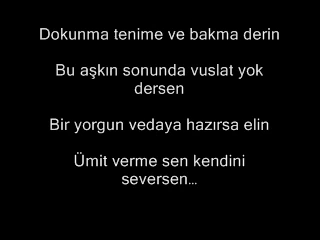 Dokunma tenime ve bakma derin
Bu aşkın sonunda vuslat yok
dersen
Bir yorgun vedaya hazırsa elin
Ümit verme sen kendini
seversen...